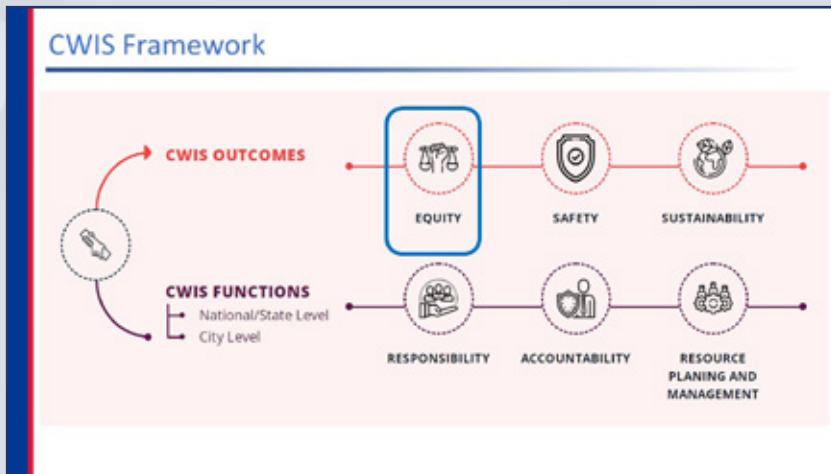 CWIS Framework
CWIS OUTCOMES
EQUITY
SAFETY
SUSTAINABILITY
CWIS FUNCTIONS
National/State Level
City Level
RESPONSIBILITY
ACCOUNTABILITY
RESOURCE
PLANING AND
MANAGEMENT